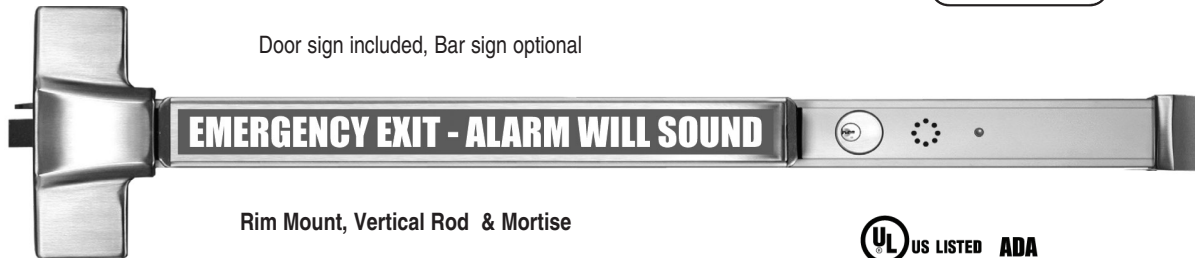 Door sign included, Bar sign optional
EMERGENCY EXIT - ALARM WILL SOUND
Rim Mount, Vertical Rod & Mortise
UL® US LISTED ADA